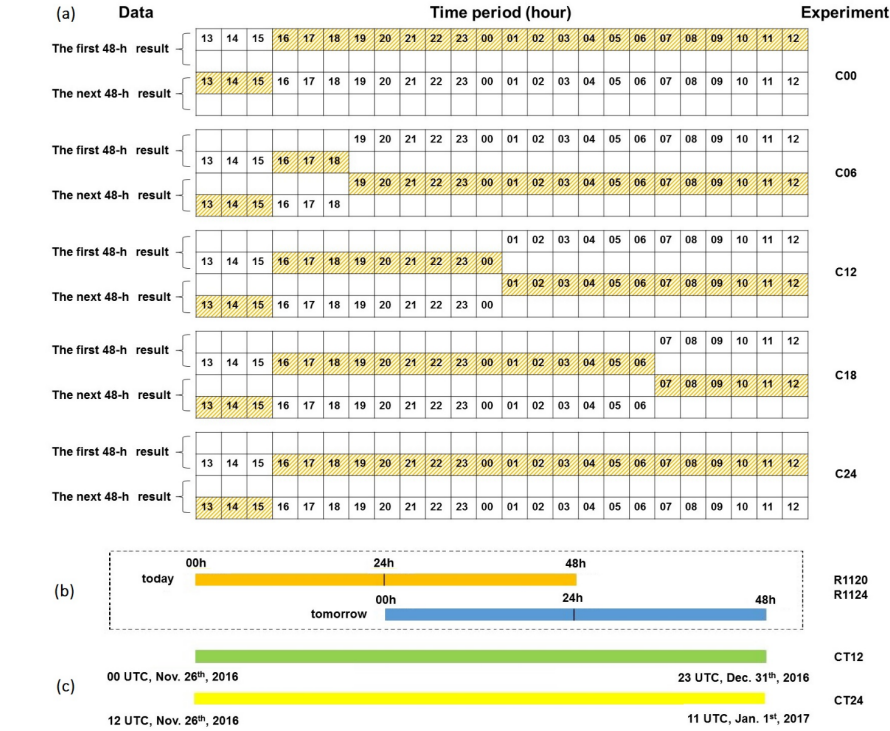 (a) Data Time period (hour) Experiment
The first 48-h result 13 14 15 16 17 18 19 20 21 22 23 00 01 02 03 04 05 06 07 08 09 10 11 12
C00
The next 48-h result 13 14 15 16 17 18 19 20 21 22 23 00 01 02 03 04 05 06 07 08 09 10 11 12
19 20 21 22 23 00 01 02 03 04 05 06 07 08 09 10 11 12
The first 48-h result
13 14 15 16 17 18
C06
19 20 21 22 23 00 01 02 03 04 05 06 07 08 09 10 11 12
The next 48-h result
13 14 15 16 17 18
01 02 03 04 05 06 07 08 09 10 11 12
The first 48-h result
13 14 15 16 17 18 19 20 21 22 23 00
C12
01 02 03 04 05 06 07 08 09 10 11 12
The next 48-h result
13 14 15 16 17 18 19 20 21 22 23 00
07 08 09 10 11 12
The first 48-h result
13 14 15 16 17 18 19 20 21 22 23 00 01 02 03 04 05 06
C18
07 08 09 10 11 12
The next 48-h result
13 14 15 16 17 18 19 20 21 22 23 00 01 02 03 04 05 06
The first 48-h result
13 14 15 16 17 18 19 20 21 22 23 00 01 02 03 04 05 06 07 08 09 10 11 12
C24
The next 48-h result
13 14 15 16 17 18 19 20 21 22 23 00 01 02 03 04 05 06 07 08 09 10 11 12
(b)
00h 24h 48h
today
R1120
R1124
00h 24h 48h
tomorrow
(c)
CT12
00 UTC, Nov. 26th, 2016 23 UTC, Dec. 31th, 2016
CT24
12 UTC, Nov. 26th, 2016 11 UTC, Jan. 1st, 2017